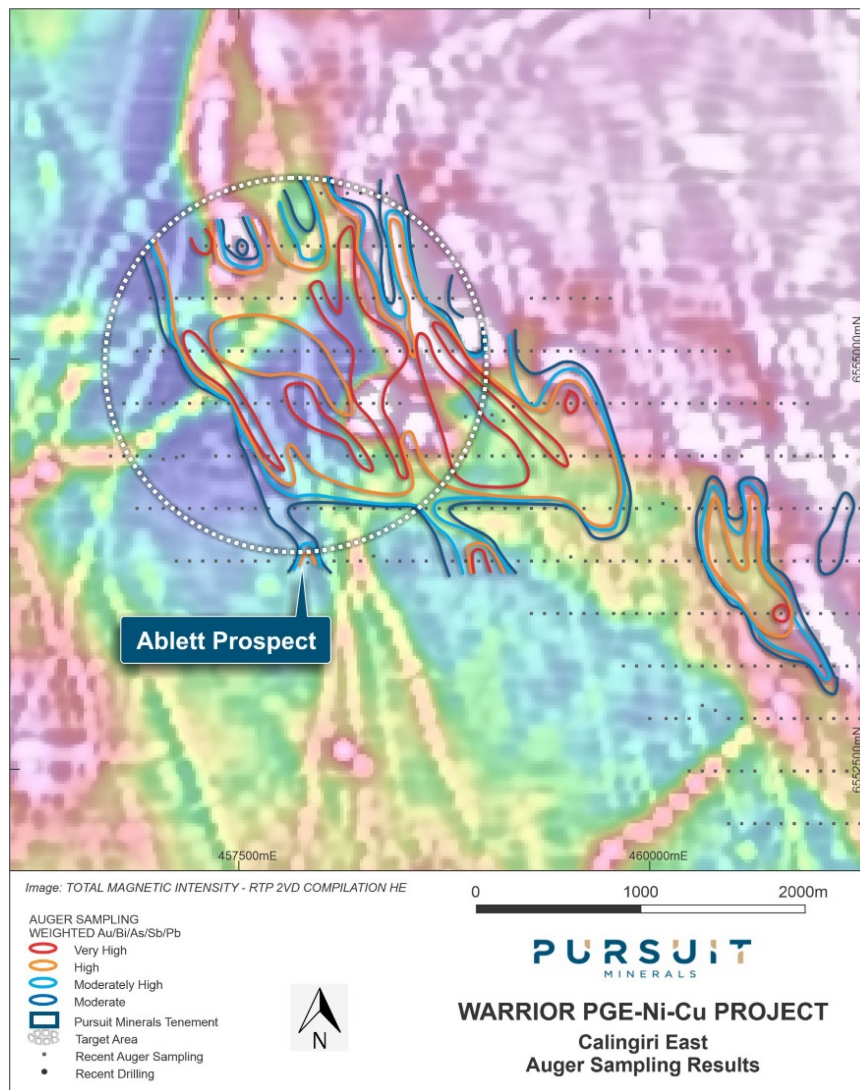 6555000mN
Ablett Prospect
6552500mN
457500mE
460000mE
Image: TOTAL MAGNETIC INTENSITY - RTP 2VD COMPILATION HE
0 1000 2000m
AUGER SAMPLING
WEIGHTED Au/Bi/As/Sb/Pb
Very High
High
Moderately High
Moderate
Pursuit Minerals Tenement
Target Area
Recent Auger Sampling
Recent Drilling
N
PURSUIT
MINERALS
WARRIOR PGE-Ni-Cu PROJECT
Calingiri East
Auger Sampling Results